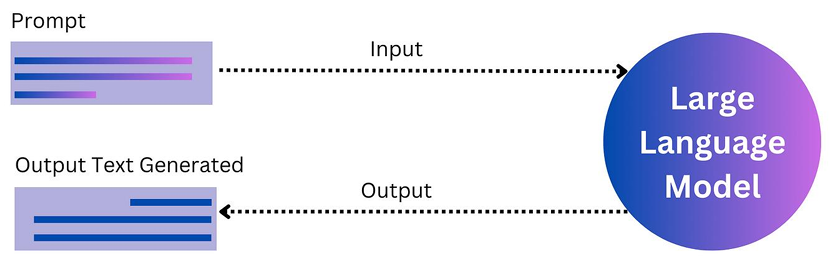 Prompt
Input
Large
Language
Model
Output Text Generated
Output